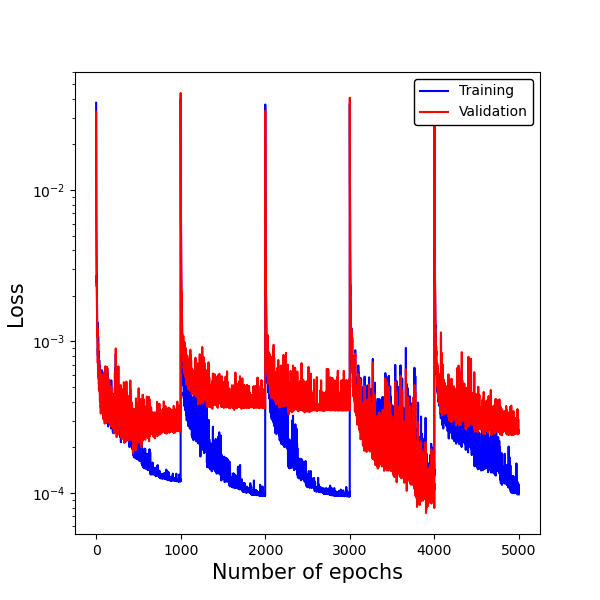 Training
Validation
Loss
10⁻²
10⁻³
10⁻⁴
0 1000 2000 3000 4000 5000
Number of epochs